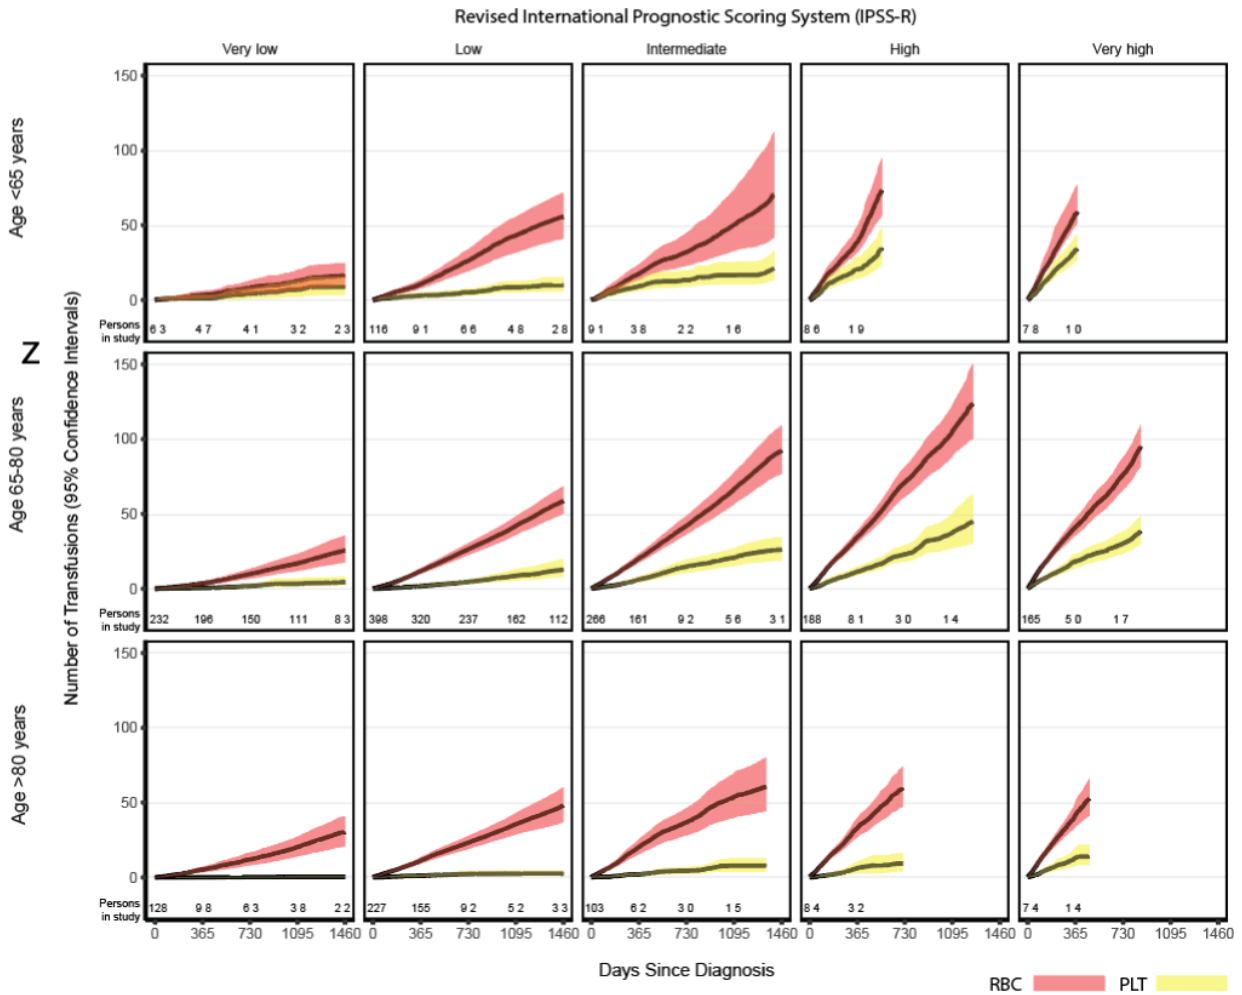 Revised International Prognostic Scoring System (IPSS-R)
Very low Low Intermediate High Very high
Age <65 years
Age 65-80 years
Age >80 years
Z
Number of Transfusions (95% Confidence Intervals)
150
100
50
0
Persons in study
63 47 41 32 23
116 91 66 48 28
91 38 22 16
86 19
78 10
150
100
50
0
Persons in study
232 196 150 111 83
398 320 237 162 112
266 161 92 56 31
188 81 30 14
165 50 17
150
100
50
0
Persons in study
128 98 63 38 22
227 155 92 52 33
103 62 30 15
84 32
74 14
0 365 730 1095 1460
0 365 730 1095 1460
0 365 730 1095 1460
0 365 730 1095 1460
0 365 730 1095 1460
Days Since Diagnosis
RBC PLT